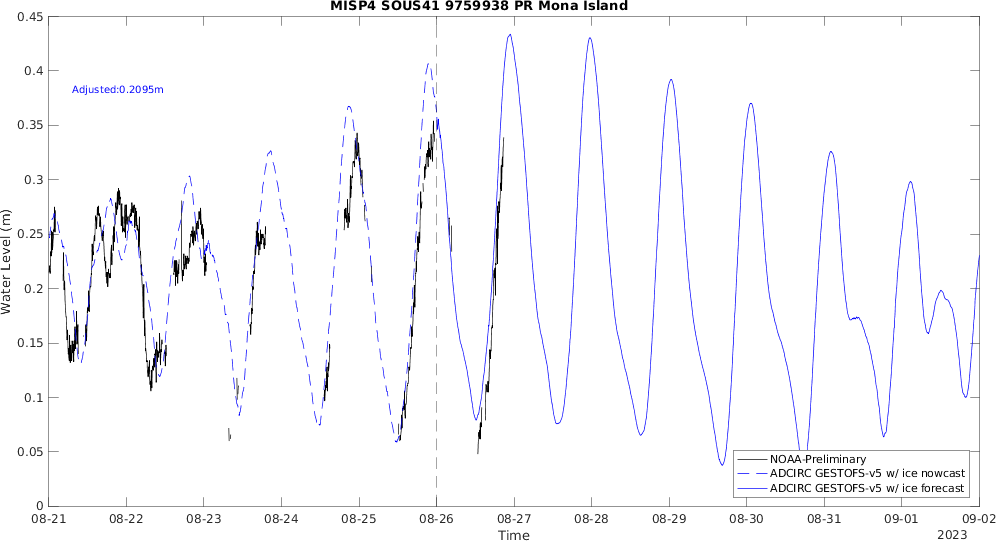 MISP4 SOUS41 9759938 PR Mona Island
0.45
0.4
0.35
0.3
0.25
0.2
0.15
0.1
0.05
0
Water Level (m)
Adjusted:0.2095m
NOAA-Preliminary
ADCIRC GESTOFS-v5 w/ ice nowcast
ADCIRC GESTOFS-v5 w/ ice forecast
08-21 08-22 08-23 08-24 08-25 08-26 08-27 08-28 08-29 08-30 08-31 09-01 09-02
Time
2023